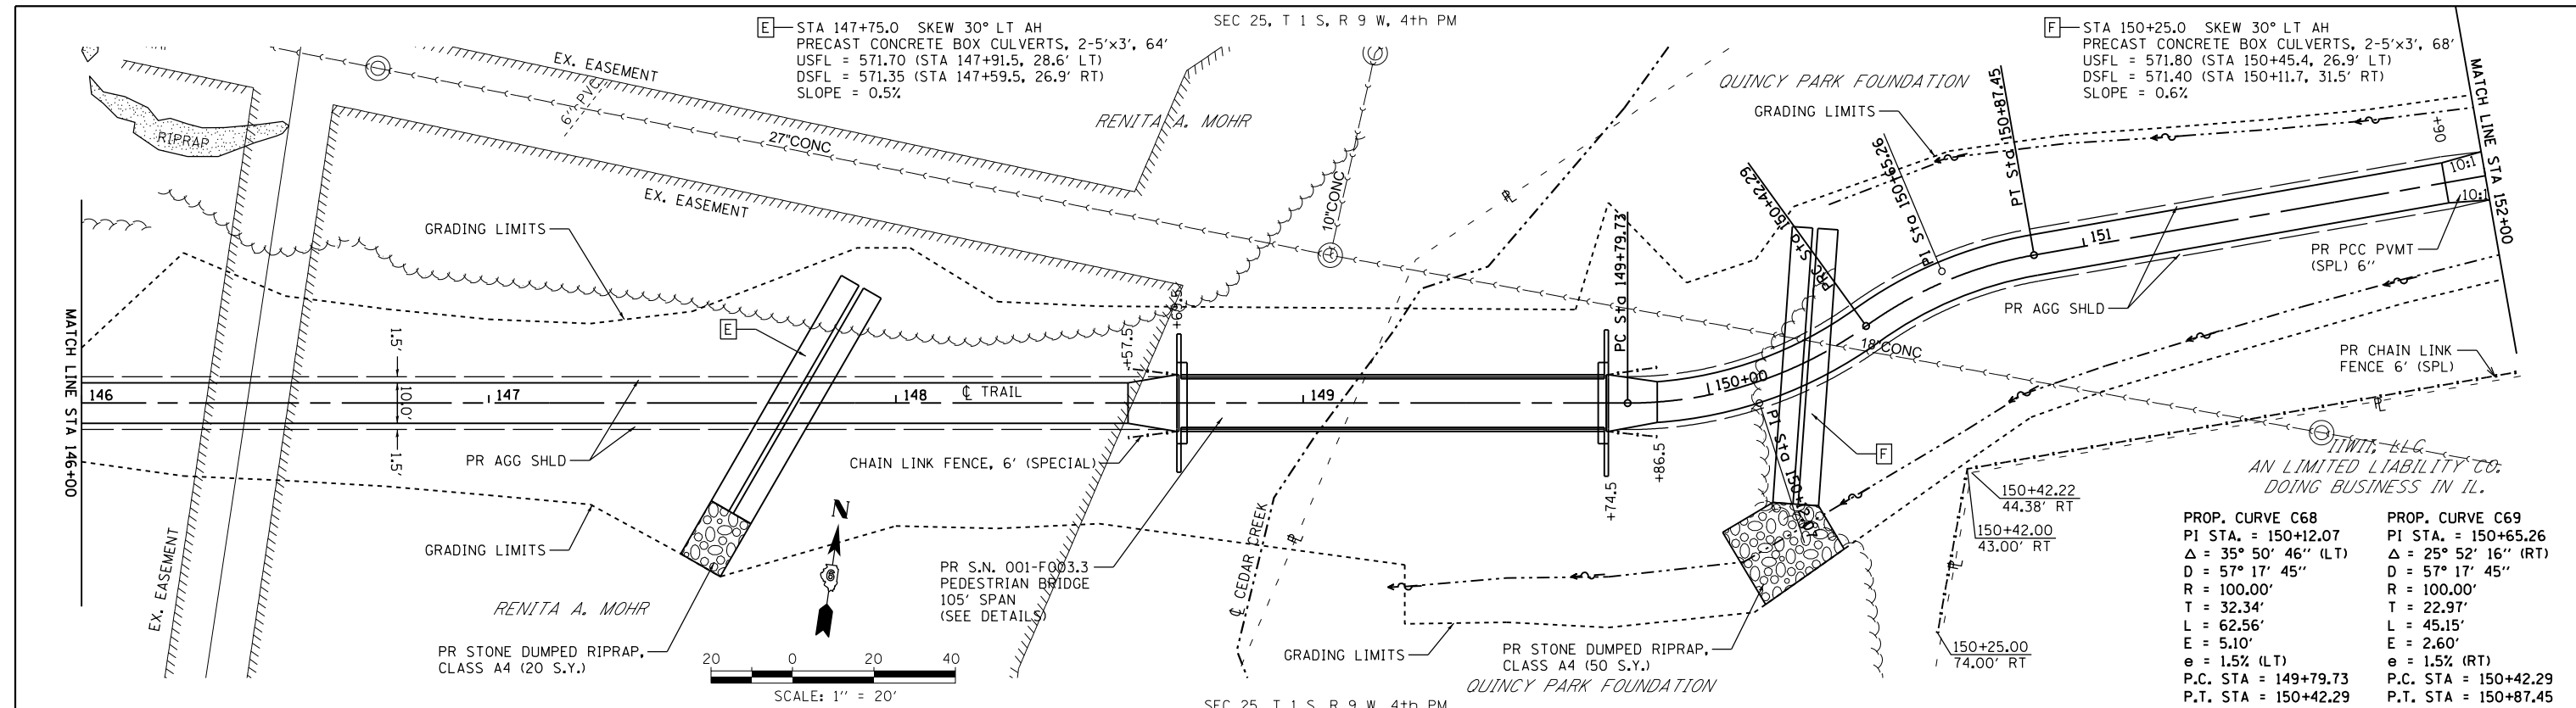 SEC 25, T 1 S, R 9 W, 4th PM
E
STA 147+75.0 SKEW 30° LT AH
PRECAST CONCRETE BOX CULVERTS, 2-5'x3', 64'
USFL = 571.70 (STA 147+91.5, 28.6' LT)
DSFL = 571.35 (STA 147+59.5, 26.9' RT)
SLOPE = 0.5%
F
STA 150+25.0 SKEW 30° LT AH
PRECAST CONCRETE BOX CULVERTS, 2-5'x3', 68'
USFL = 571.80 (STA 150+45.4, 26.9' LT)
DSFL = 571.40 (STA 150+11.7, 31.5' RT)
SLOPE = 0.6%
RIPRAP
EX. EASEMENT
6" PVC
27"CONC
EX. EASEMENT
RENITA A. MOHR
10"CONC
QUINCY PARK FOUNDATION
GRADING LIMITS
PRC Sta 150+42.29
PI Sta 150+65.26
PT Sta 150+87.45
+90
MATCH LINE STA 152+00
10:1
10:1
PR PCC PVMT
(SPL) 6"
151
PR AGG SHLD
GRADING LIMITS
E
MATCH LINE STA 146+00
146
1.5'
10.0'
1.5'
147
148
℄ TRAIL
+57.5
149
PC Sta 149+79.73
150+00
18"CONC
PR CHAIN LINK
FENCE 6' (SPL)
PR AGG SHLD
CHAIN LINK FENCE, 6' (SPECIAL)
+74.5
+86.5
PI Sta 150+12.07
F
IIWII, LLC
AN LIMITED LIABILITY CO.
DOING BUSINESS IN IL.
150+42.22
44.38' RT
150+42.00
43.00' RT
150+25.00
74.00' RT
GRADING LIMITS
EX. EASEMENT
N
RENITA A. MOHR
PR STONE DUMPED RIPRAP,
CLASS A4 (20 S.Y.)
20 0 20 40
SCALE: 1" = 20'
PR S.N. 001-F003.3
PEDESTRIAN BRIDGE
105' SPAN
(SEE DETAILS)
℄ CEDAR CREEK
GRADING LIMITS
PR STONE DUMPED RIPRAP,
CLASS A4 (50 S.Y.)
QUINCY PARK FOUNDATION
PROP. CURVE C68
PI STA. = 150+12.07
Δ = 35° 50' 46" (LT)
D = 57° 17' 45"
R = 100.00'
T = 32.34'
L = 62.56'
E = 5.10'
e = 1.5% (LT)
P.C. STA = 149+79.73
P.T. STA = 150+42.29
PROP. CURVE C69
PI STA. = 150+65.26
Δ = 25° 52' 16" (RT)
D = 57° 17' 45"
R = 100.00'
T = 22.97'
L = 45.15'
E = 2.60'
e = 1.5% (RT)
P.C. STA = 150+42.29
P.T. STA = 150+87.45
SEC 25, T 1 S, R 9 W, 4th PM